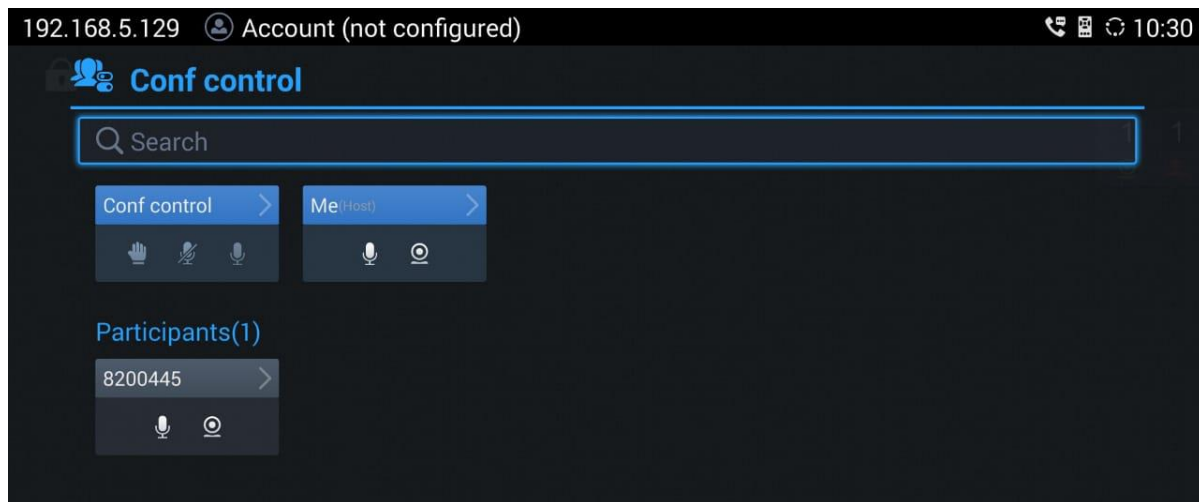 192.168.5.129 Account (not configured) 10:30
Conf control
Search
Conf control Me(Host)
Participants(1)
8200445